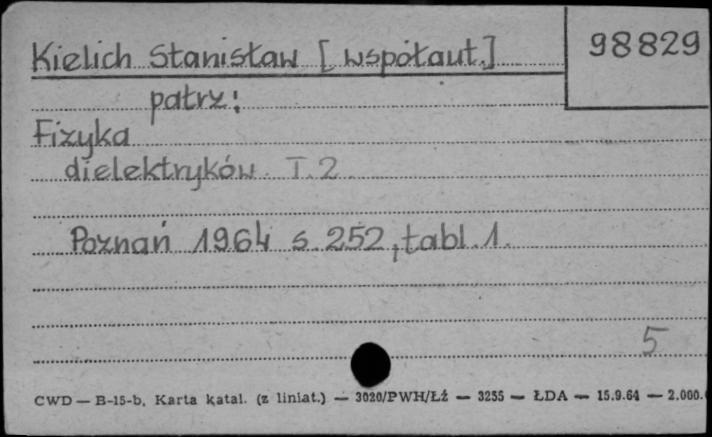 Kielich Stanisław [współaut.]
98829
patrz:
Fizyka
dielektryków. T.2.
Poznań 1964 s. 252, tabl. 1.
5
CWD — B-15-b, Karta katal. (z liniat.) — 3020/PWH/Łź — 3255 — ŁDA — 15.9.64 — 2.000.